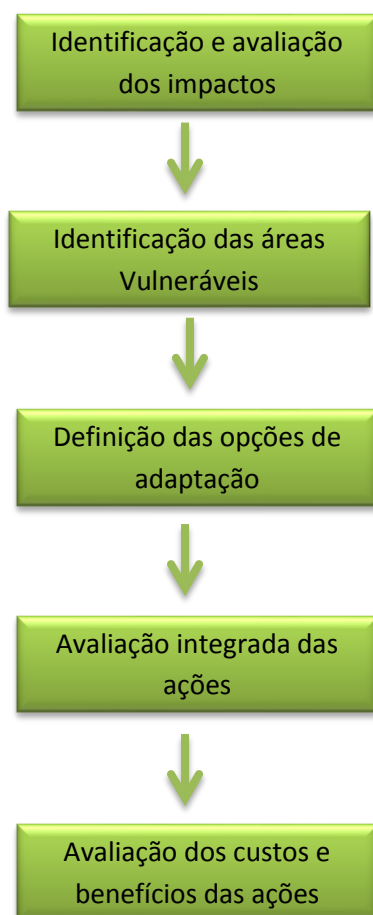 Identificação e avaliação
dos impactos
Identificação das áreas
Vulneráveis
Definição das opções de
adaptação
Avaliação integrada das
ações
Avaliação dos custos e
benefícios das ações